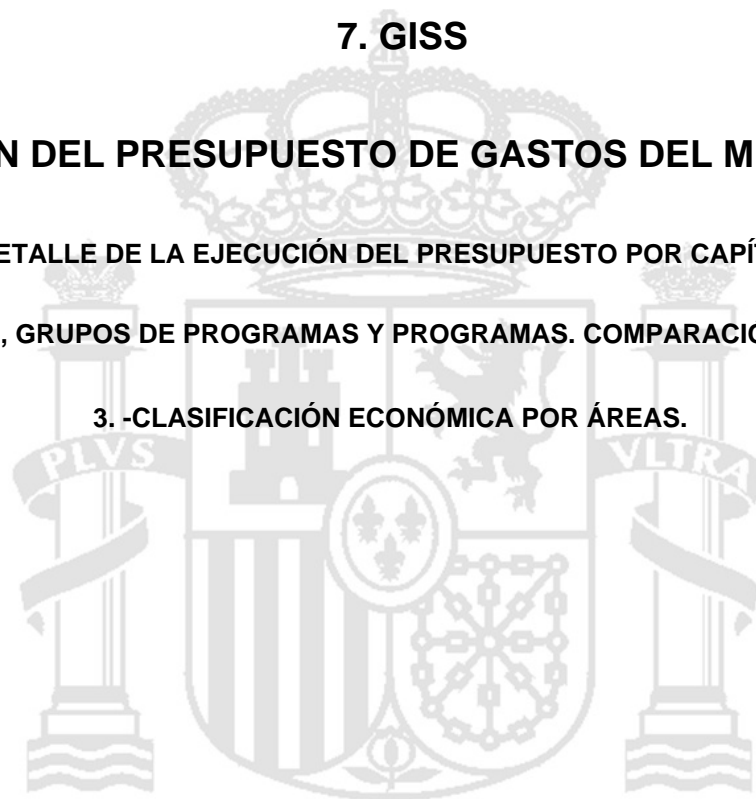 7. GISS
N DEL PRESUPUESTO DE GASTOS DEL M
ETALLE DE LA EJECUCIÓN DEL PRESUPUESTO POR CAPÍ
, GRUPOS DE PROGRAMAS Y PROGRAMAS. COMPARACIO
3. -CLASIFICACIÓN ECONÓMICA POR ÁREAS.
PLVS VLTRA